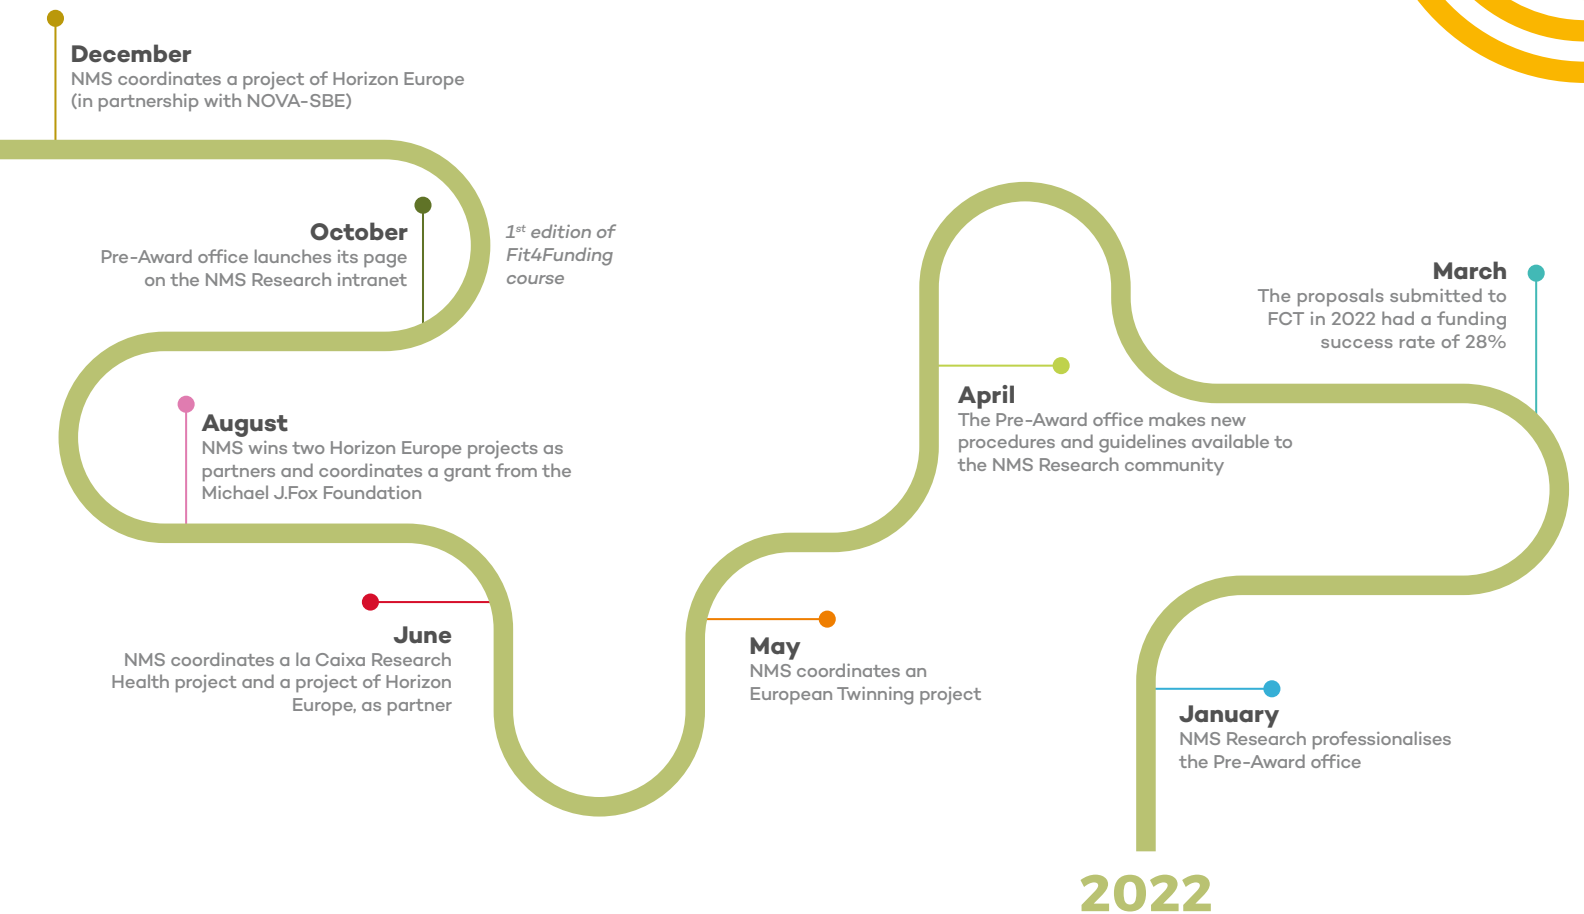 December
NMS coordinates a project of Horizon Europe
(in partnership with NOVA-SBE)
October
Pre-Award office launches its page
on the NMS Research intranet
1st edition of
Fit4Funding
course
March
The proposals submitted to
FCT in 2022 had a funding
success rate of 28%
April
The Pre-Award office makes new
procedures and guidelines available to
the NMS Research community
August
NMS wins two Horizon Europe projects as
partners and coordinates a grant from the
Michael J.Fox Foundation
June
NMS coordinates a la Caixa Research
Health project and a project of Horizon
Europe, as partner
May
NMS coordinates an
European Twinning project
January
NMS Research professionalises
the Pre-Award office
2022